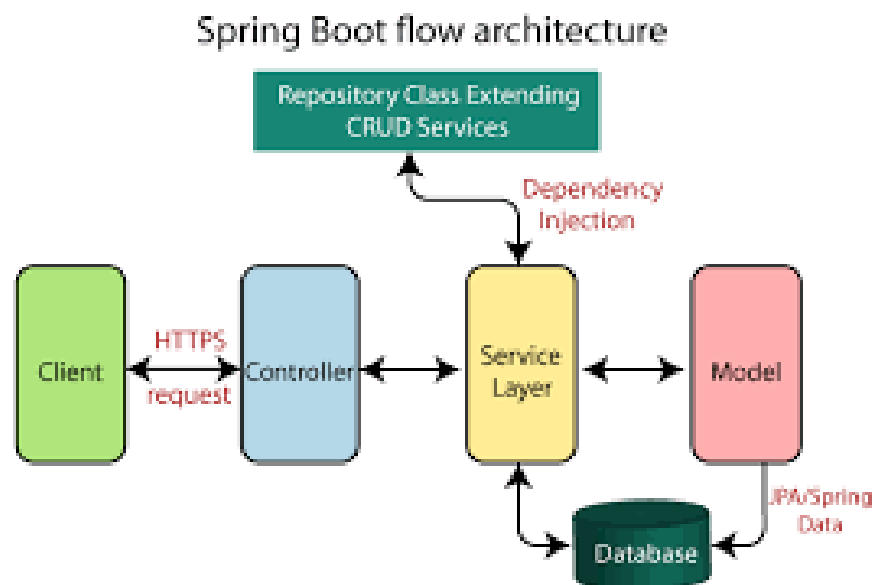 Spring Boot flow architecture
Repository Class Extending
CRUD Services
Dependency
Injection
HTTPS
request
Client
Controller
Service
Layer
Model
JPA/Spring
Data
Database